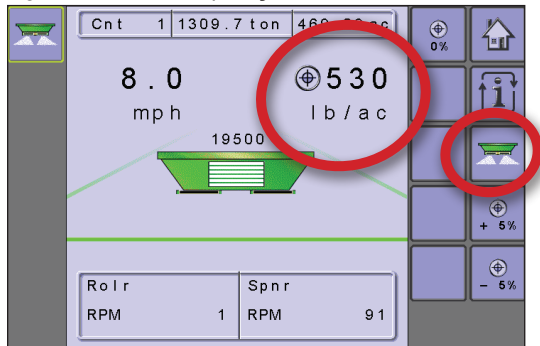 Cnt 1 1309.7 ton
0%
8.0 530
mph lb/ac
19500
+ 5%
Rolr Spnr
RPM 1 RPM 91
- 5%